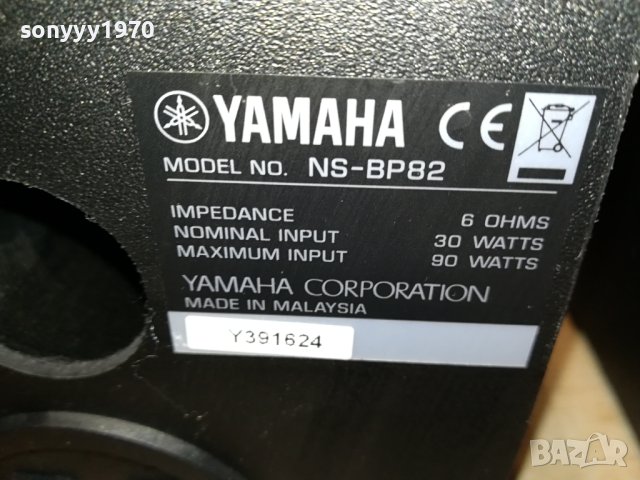 sonyyy1970
YAMAHA CE
MODEL NO. NS-BP82
IMPEDANCE 6 OHMS
NOMINAL INPUT 30 WATTS
MAXIMUM INPUT 90 WATTS
YAMAHA CORPORATION
MADE IN MALAYSIA
Y391624
BAZAR